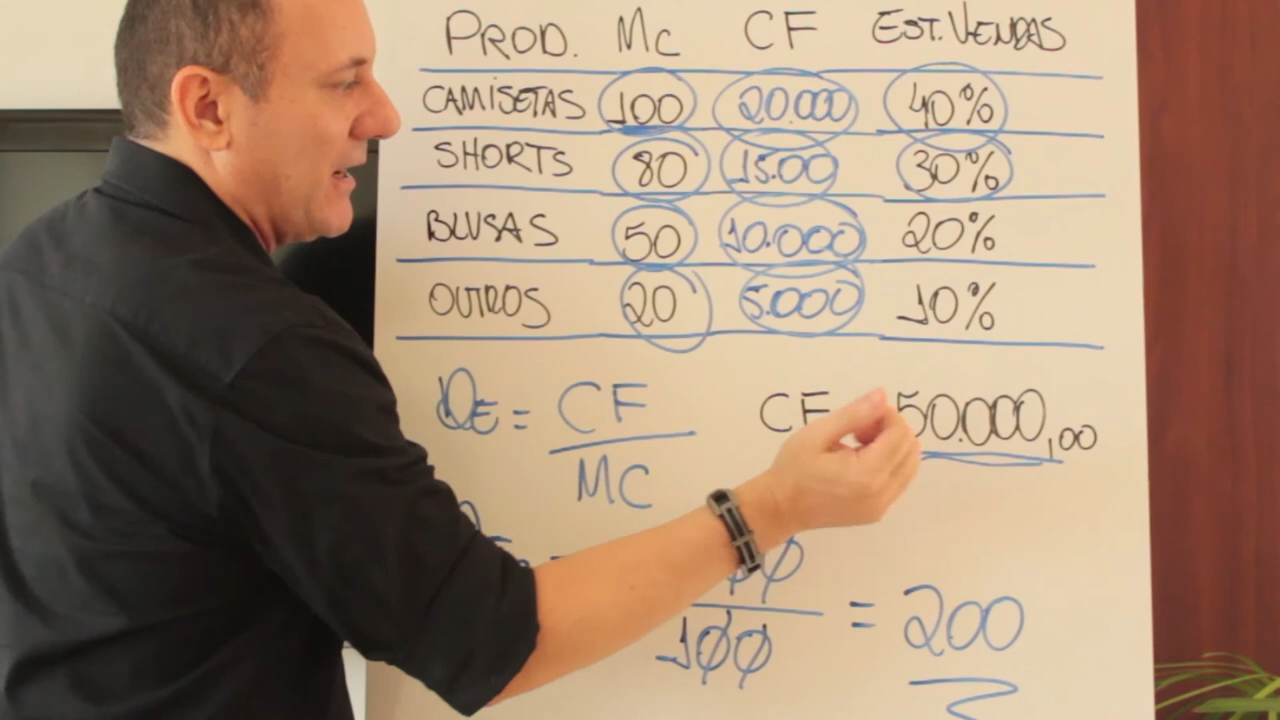 PROD. Mc CF EST. VENDAS
CAMISETAS 100 20.000 40%
SHORTS 80 15.00 30%
BLUSAS 50 10.000 20%
OUTROS 20 5.000 10%
QE = CF
MC
CF 50.000,00
100 = 200